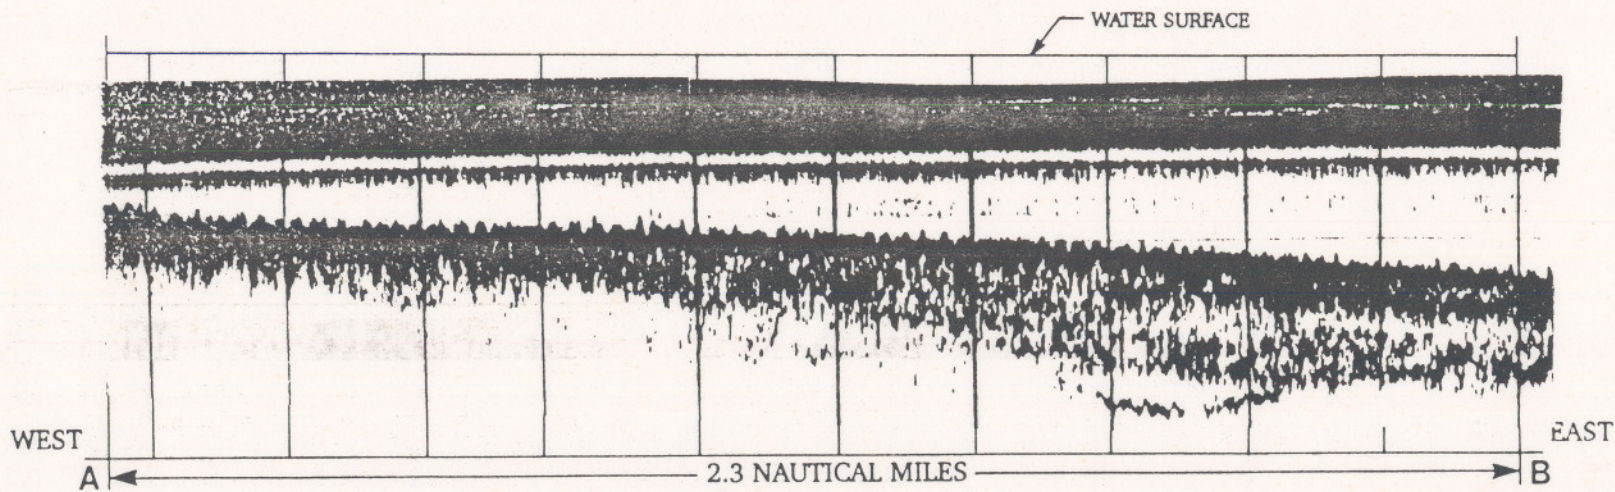 WATER SURFACE
WEST
EAST
A
2.3 NAUTICAL MILES
B